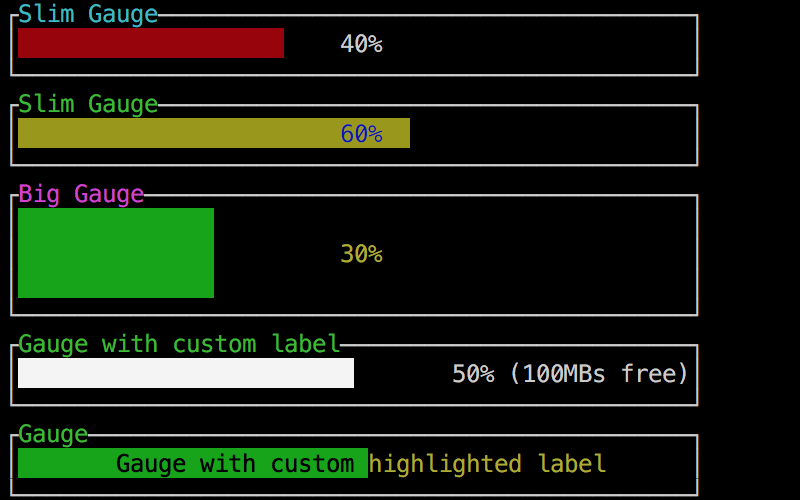 Slim Gauge
40%
Slim Gauge
60%
Big Gauge
30%
Gauge with custom label
50% (100MBs free)
Gauge
Gauge with custom highlighted label